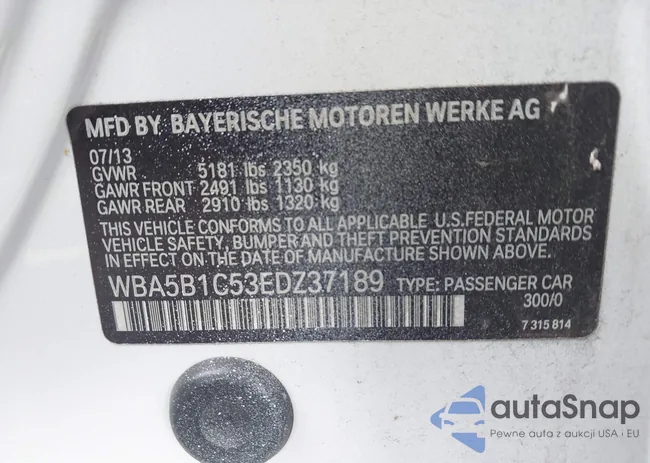 MFD BY BAYERISCHE MOTOREN WERKE AG
07/13
GVWR 5181 lbs 2350 kg
GAWR FRONT 2491 lbs 1130 kg
GAWR REAR 2910 lbs 1320 kg
THIS VEHICLE CONFORMS TO ALL APPLICABLE U.S.FEDERAL MOTOR
VEHICLE SAFETY, BUMPER AND THEFT PREVENTION STANDARDS
IN EFFECT ON THE DATE OF MANUFACTURE SHOWN ABOVE.
WBA5B1C53EDZ37189 TYPE: PASSENGER CAR
300/0
7 315 814
autaSnap
Pewne auta z aukcji USA i EU